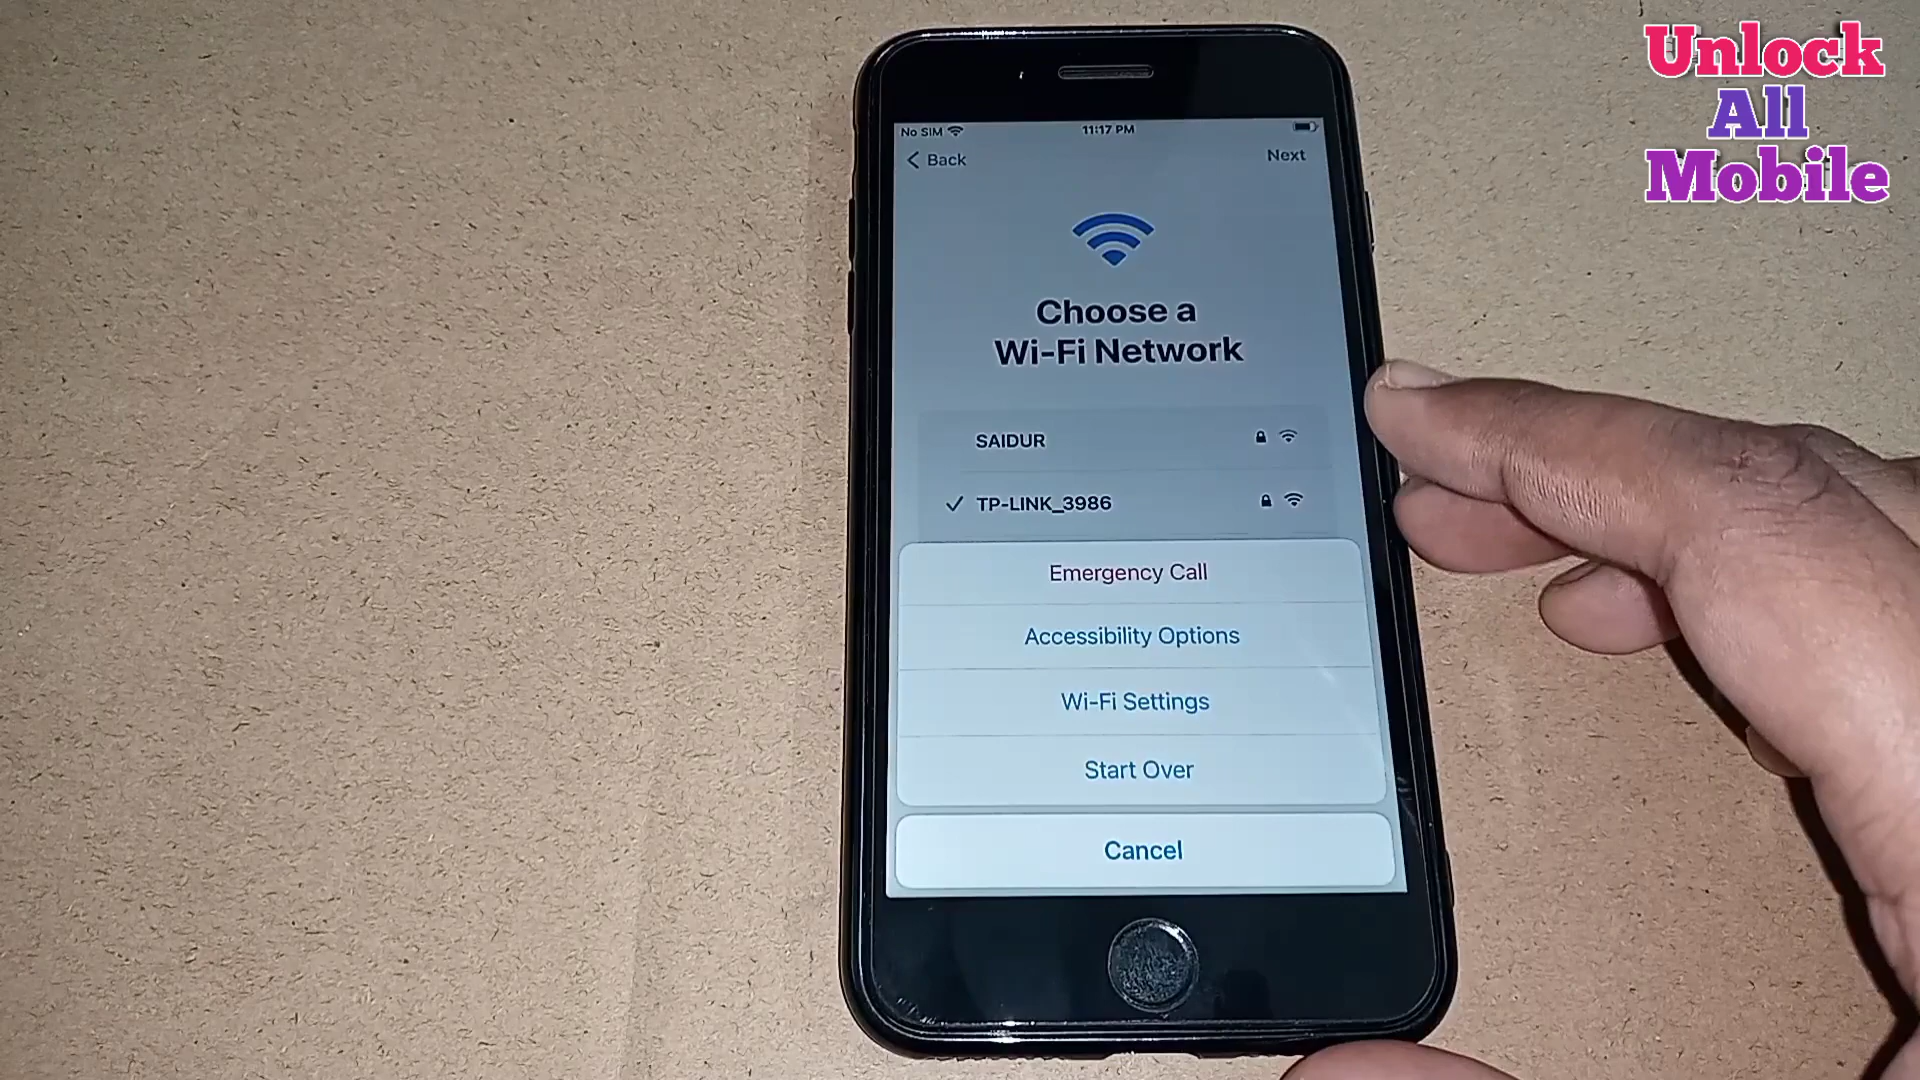 Unlock
All
Mobile
No SIM 11:17 PM
Back Next
Choose a
Wi-Fi Network
SAIDUR
TP-LINK_3986
Emergency Call
Accessibility Options
Wi-Fi Settings
Start Over
Cancel